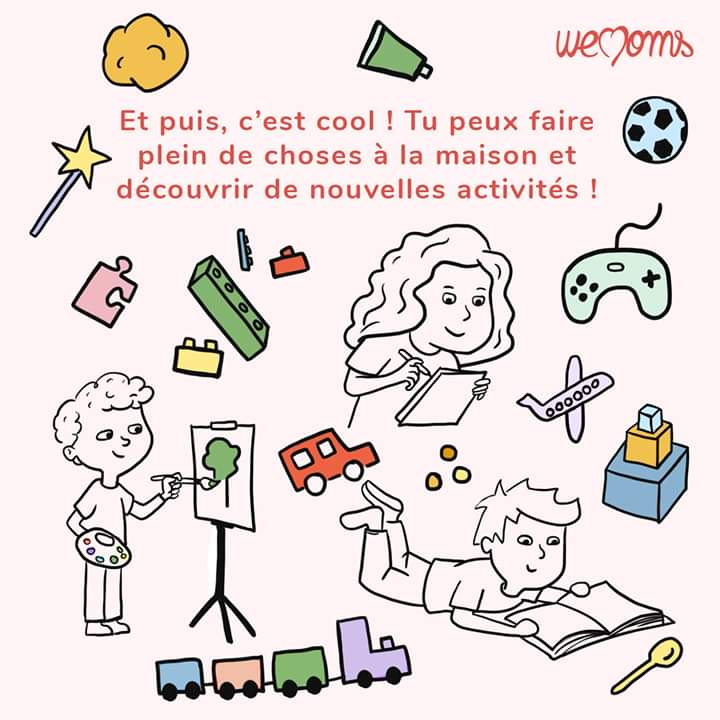 weMoms
Et puis, c'est cool ! Tu peux faire
plein de choses à la maison et
découvrir de nouvelles activités !